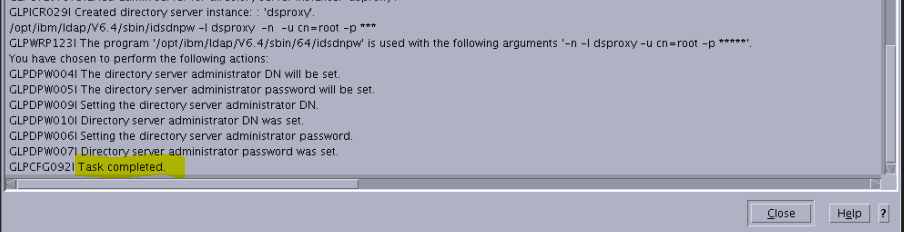 GLPICR029I Created directory server instance: : 'dsproxy'.
/opt/ibm/ldap/V6.4/sbin/idsdnpw -I dsproxy -n -u cn=root -p ***
GLPWRP123I The program '/opt/ibm/ldap/V6.4/sbin/64/idsdnpw' is used with the following arguments '-n -I dsproxy -u cn=root -p *****'.
You have chosen to perform the following actions:
GLPDPW004I The directory server administrator DN will be set.
GLPDPW005I The directory server administrator password will be set.
GLPDPW009I Setting the directory server administrator DN.
GLPDPW010I Directory server administrator DN was set.
GLPDPW006I Setting the directory server administrator password.
GLPDPW007I Directory server administrator password was set.
GLPCFG092I Task completed.
Close Help ?